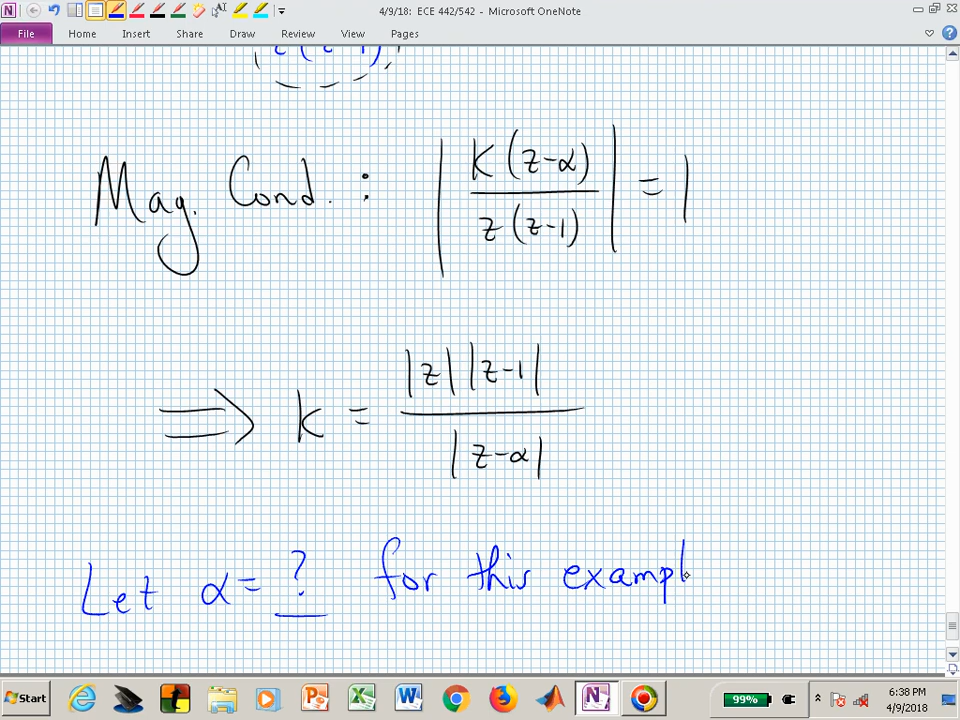 4/9/18: ECE 442/542 - Microsoft OneNote
File Home Insert Share Draw Review View Pages
Mag. Cond. : | K(z-α) / z(z-1) | = 1
⟹ k = |z||z-1| / |z-α|
Let α = ? for this exampl
Start
99%
6:38 PM
4/9/2018